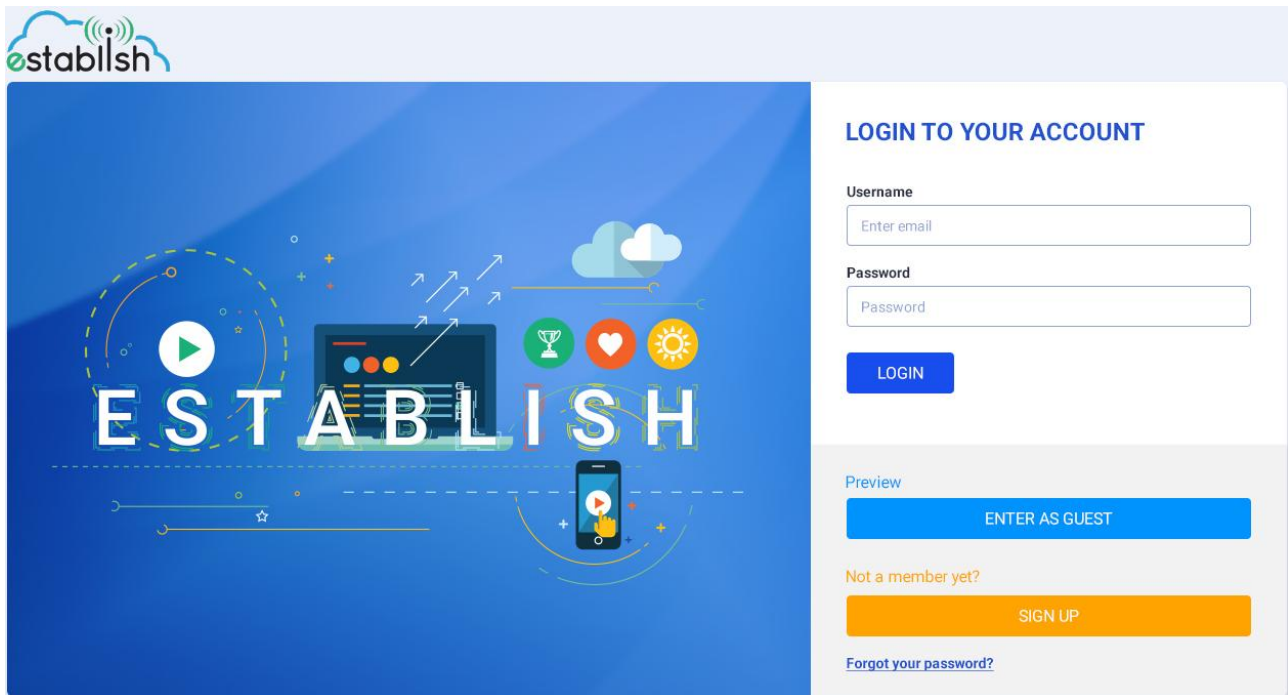 establish
LOGIN TO YOUR ACCOUNT
Username
Enter email
Password
Password
LOGIN
ESTABLISH
Preview
ENTER AS GUEST
Not a member yet?
SIGN UP
Forgot your password?